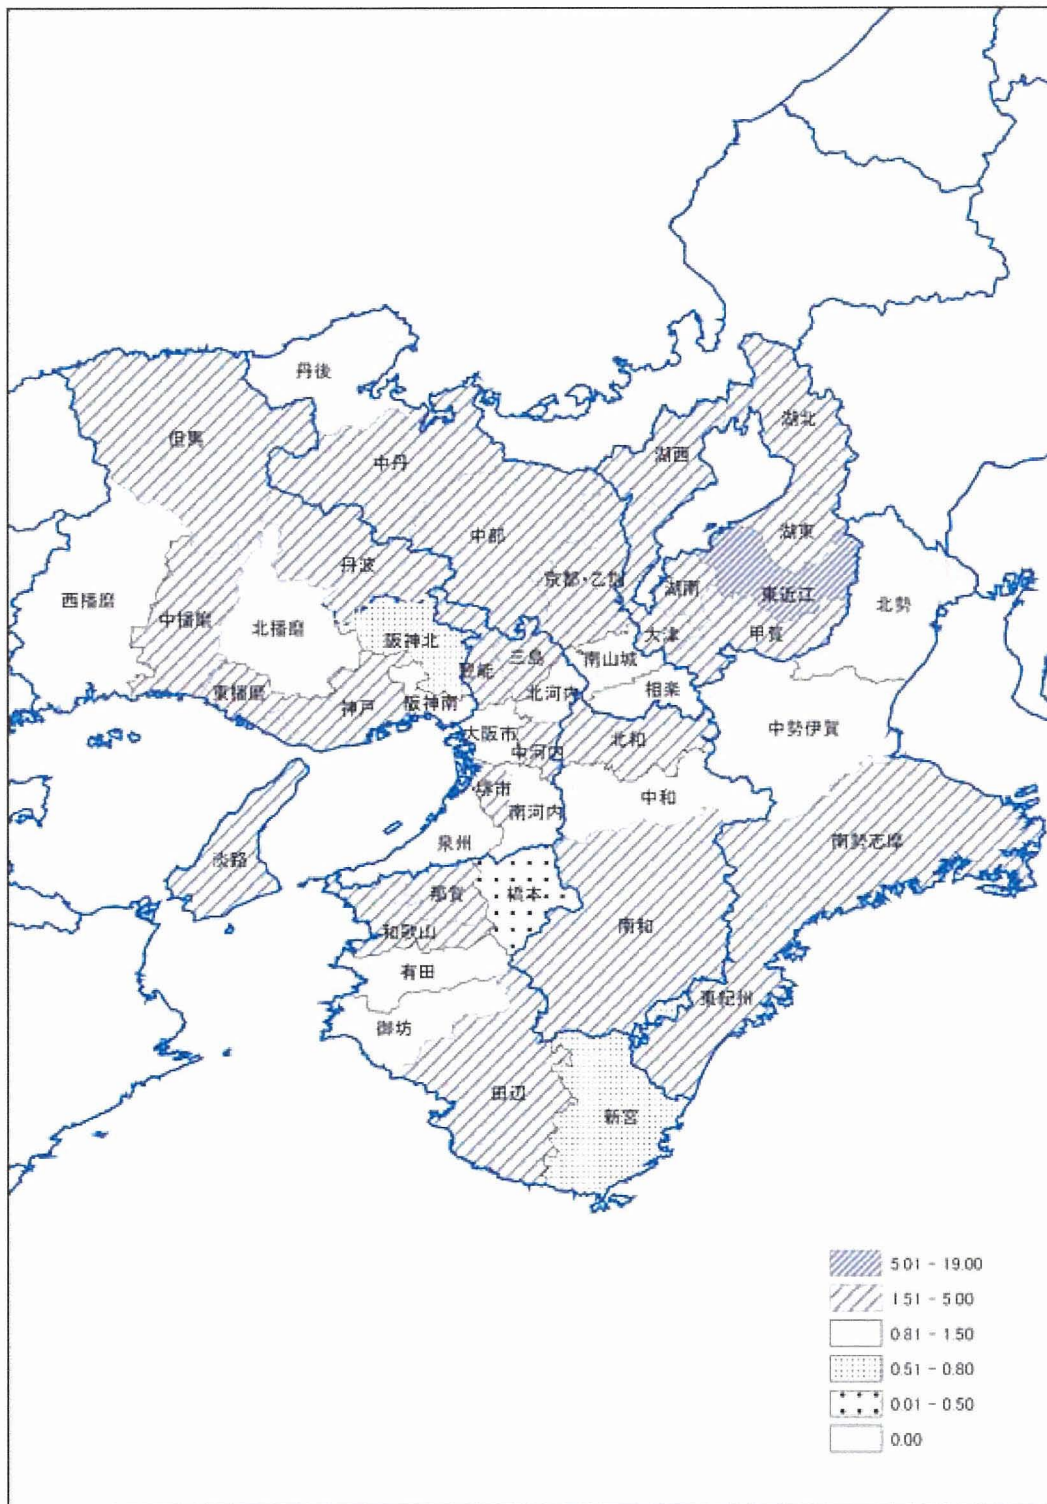 丹後
但馬
湖北
中丹
湖西
湖東
中部
丹波
京都・乙訓
湖南
東近江
北勢
西播磨
中播磨
北播磨
阪神北
豊能
三島
南山城
大津
甲賀
東播磨
神戸
阪神南
北河内
相楽
大阪市
中河内
北和
中勢伊賀
堺市
南河内
中和
泉州
南勢志摩
淡路
那賀
橋本
和歌山
南和
有田
東紀州
御坊
田辺
新宮
5.01 - 19.00
1.51 - 5.00
0.81 - 1.50
0.51 - 0.80
0.01 - 0.50
0.00